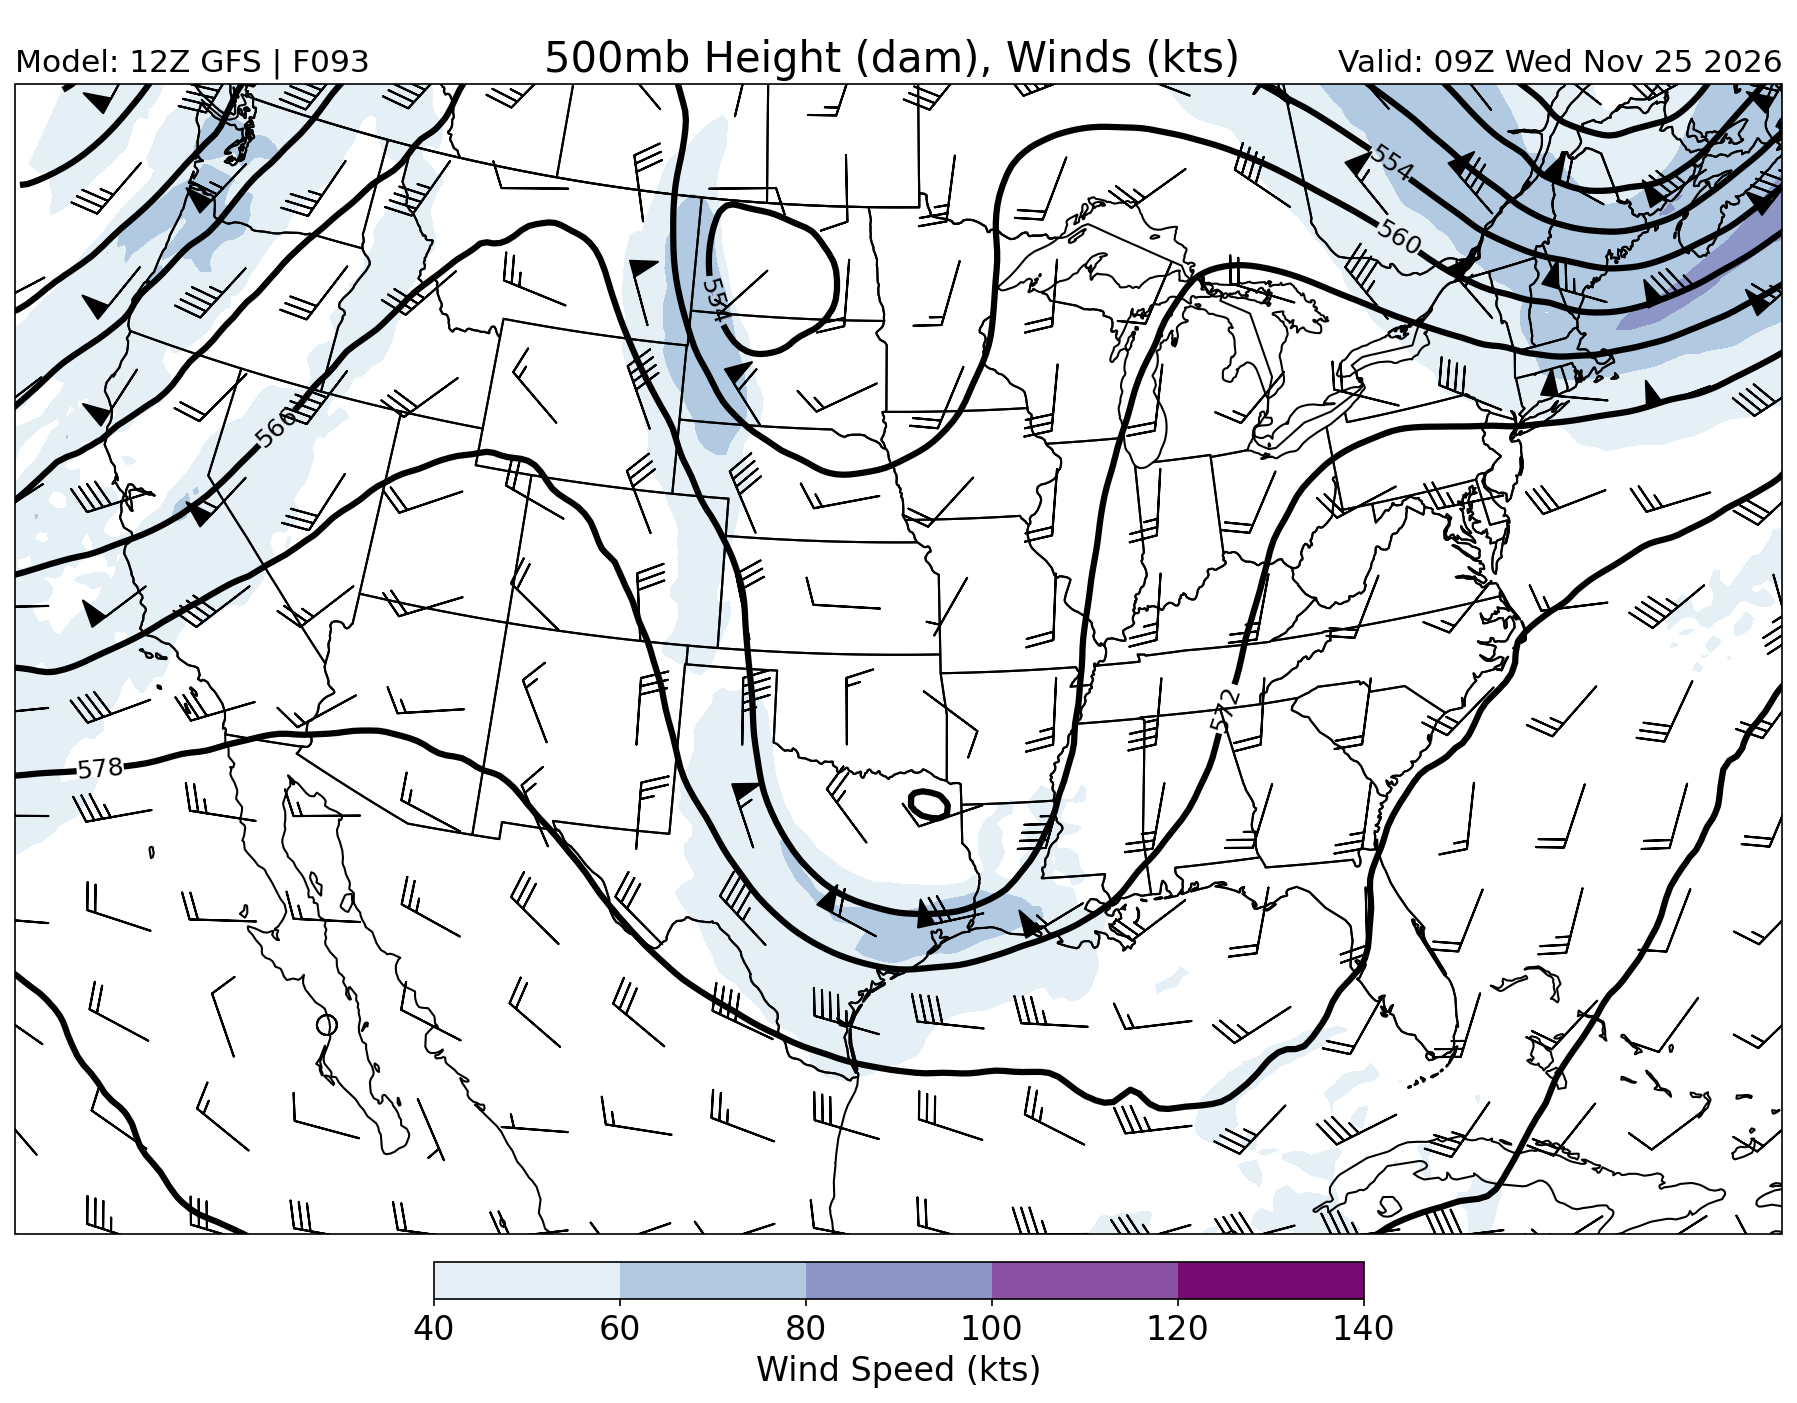 Model: 12Z GFS | F093
500mb Height (dam), Winds (kts)
Valid: 09Z Wed Nov 25 2026
554
560
554
566
572
578
40 60 80 100 120 140
Wind Speed (kts)